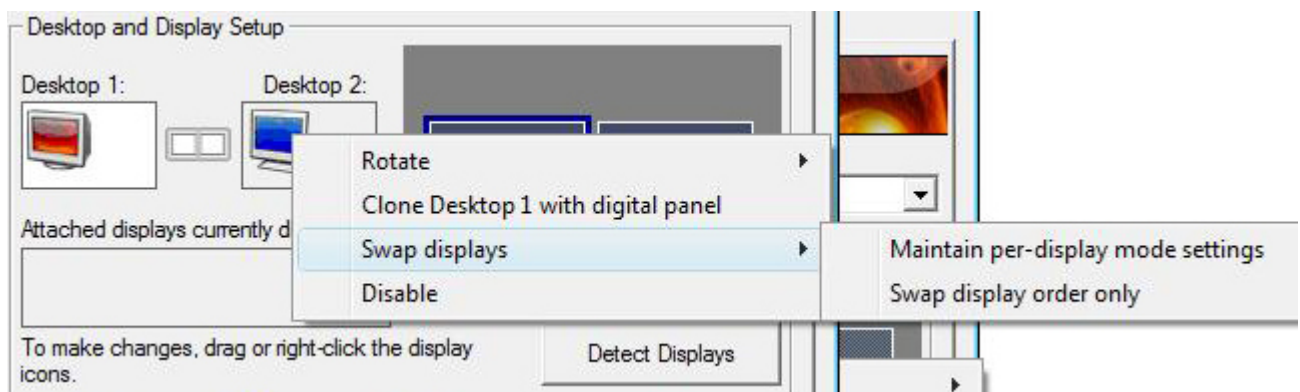 Desktop and Display Setup
Desktop 1:
Desktop 2:
Rotate
Clone Desktop 1 with digital panel
Attached displays currently d
Swap displays
Maintain per-display mode settings
Disable
Swap display order only
To make changes, drag or right-click the display
icons.
Detect Displays